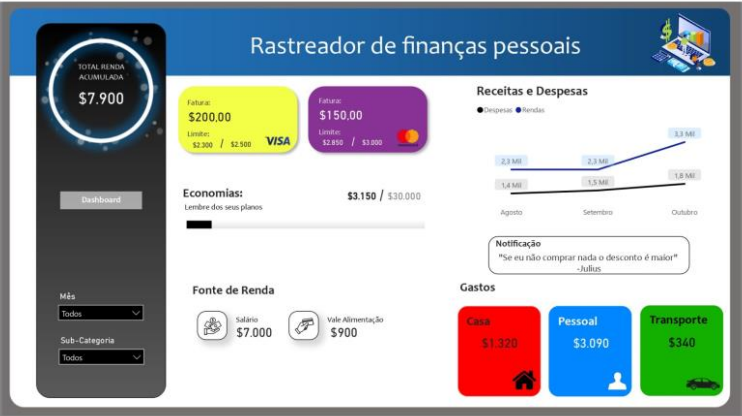 Rastreador de finanças pessoais
TOTAL RENDA
ACUMULADA
$7.900
Dashboard
Mês
Todos
Sub-Categoria
Todos
Fatura:
$200,00
Limite:
$2.300 / $2.500
VISA
Fatura:
$150,00
Limite:
$2.850 / $3.000
Economias:
$3.150 / $30.000
Lembre dos seus planos
Fonte de Renda
Salário
$7.000
Vale Alimentação
$900
Receitas e Despesas
Despesas Rendas
2,3 Mil
2,3 Mil
3,3 Mil
1,4 Mil
1,5 Mil
1,8 Mil
Agosto
Setembro
Outubro
Notificação
"Se eu não comprar nada o desconto é maior"
-Julius
Gastos
Casa
$1.320
Pessoal
$3.090
Transporte
$340